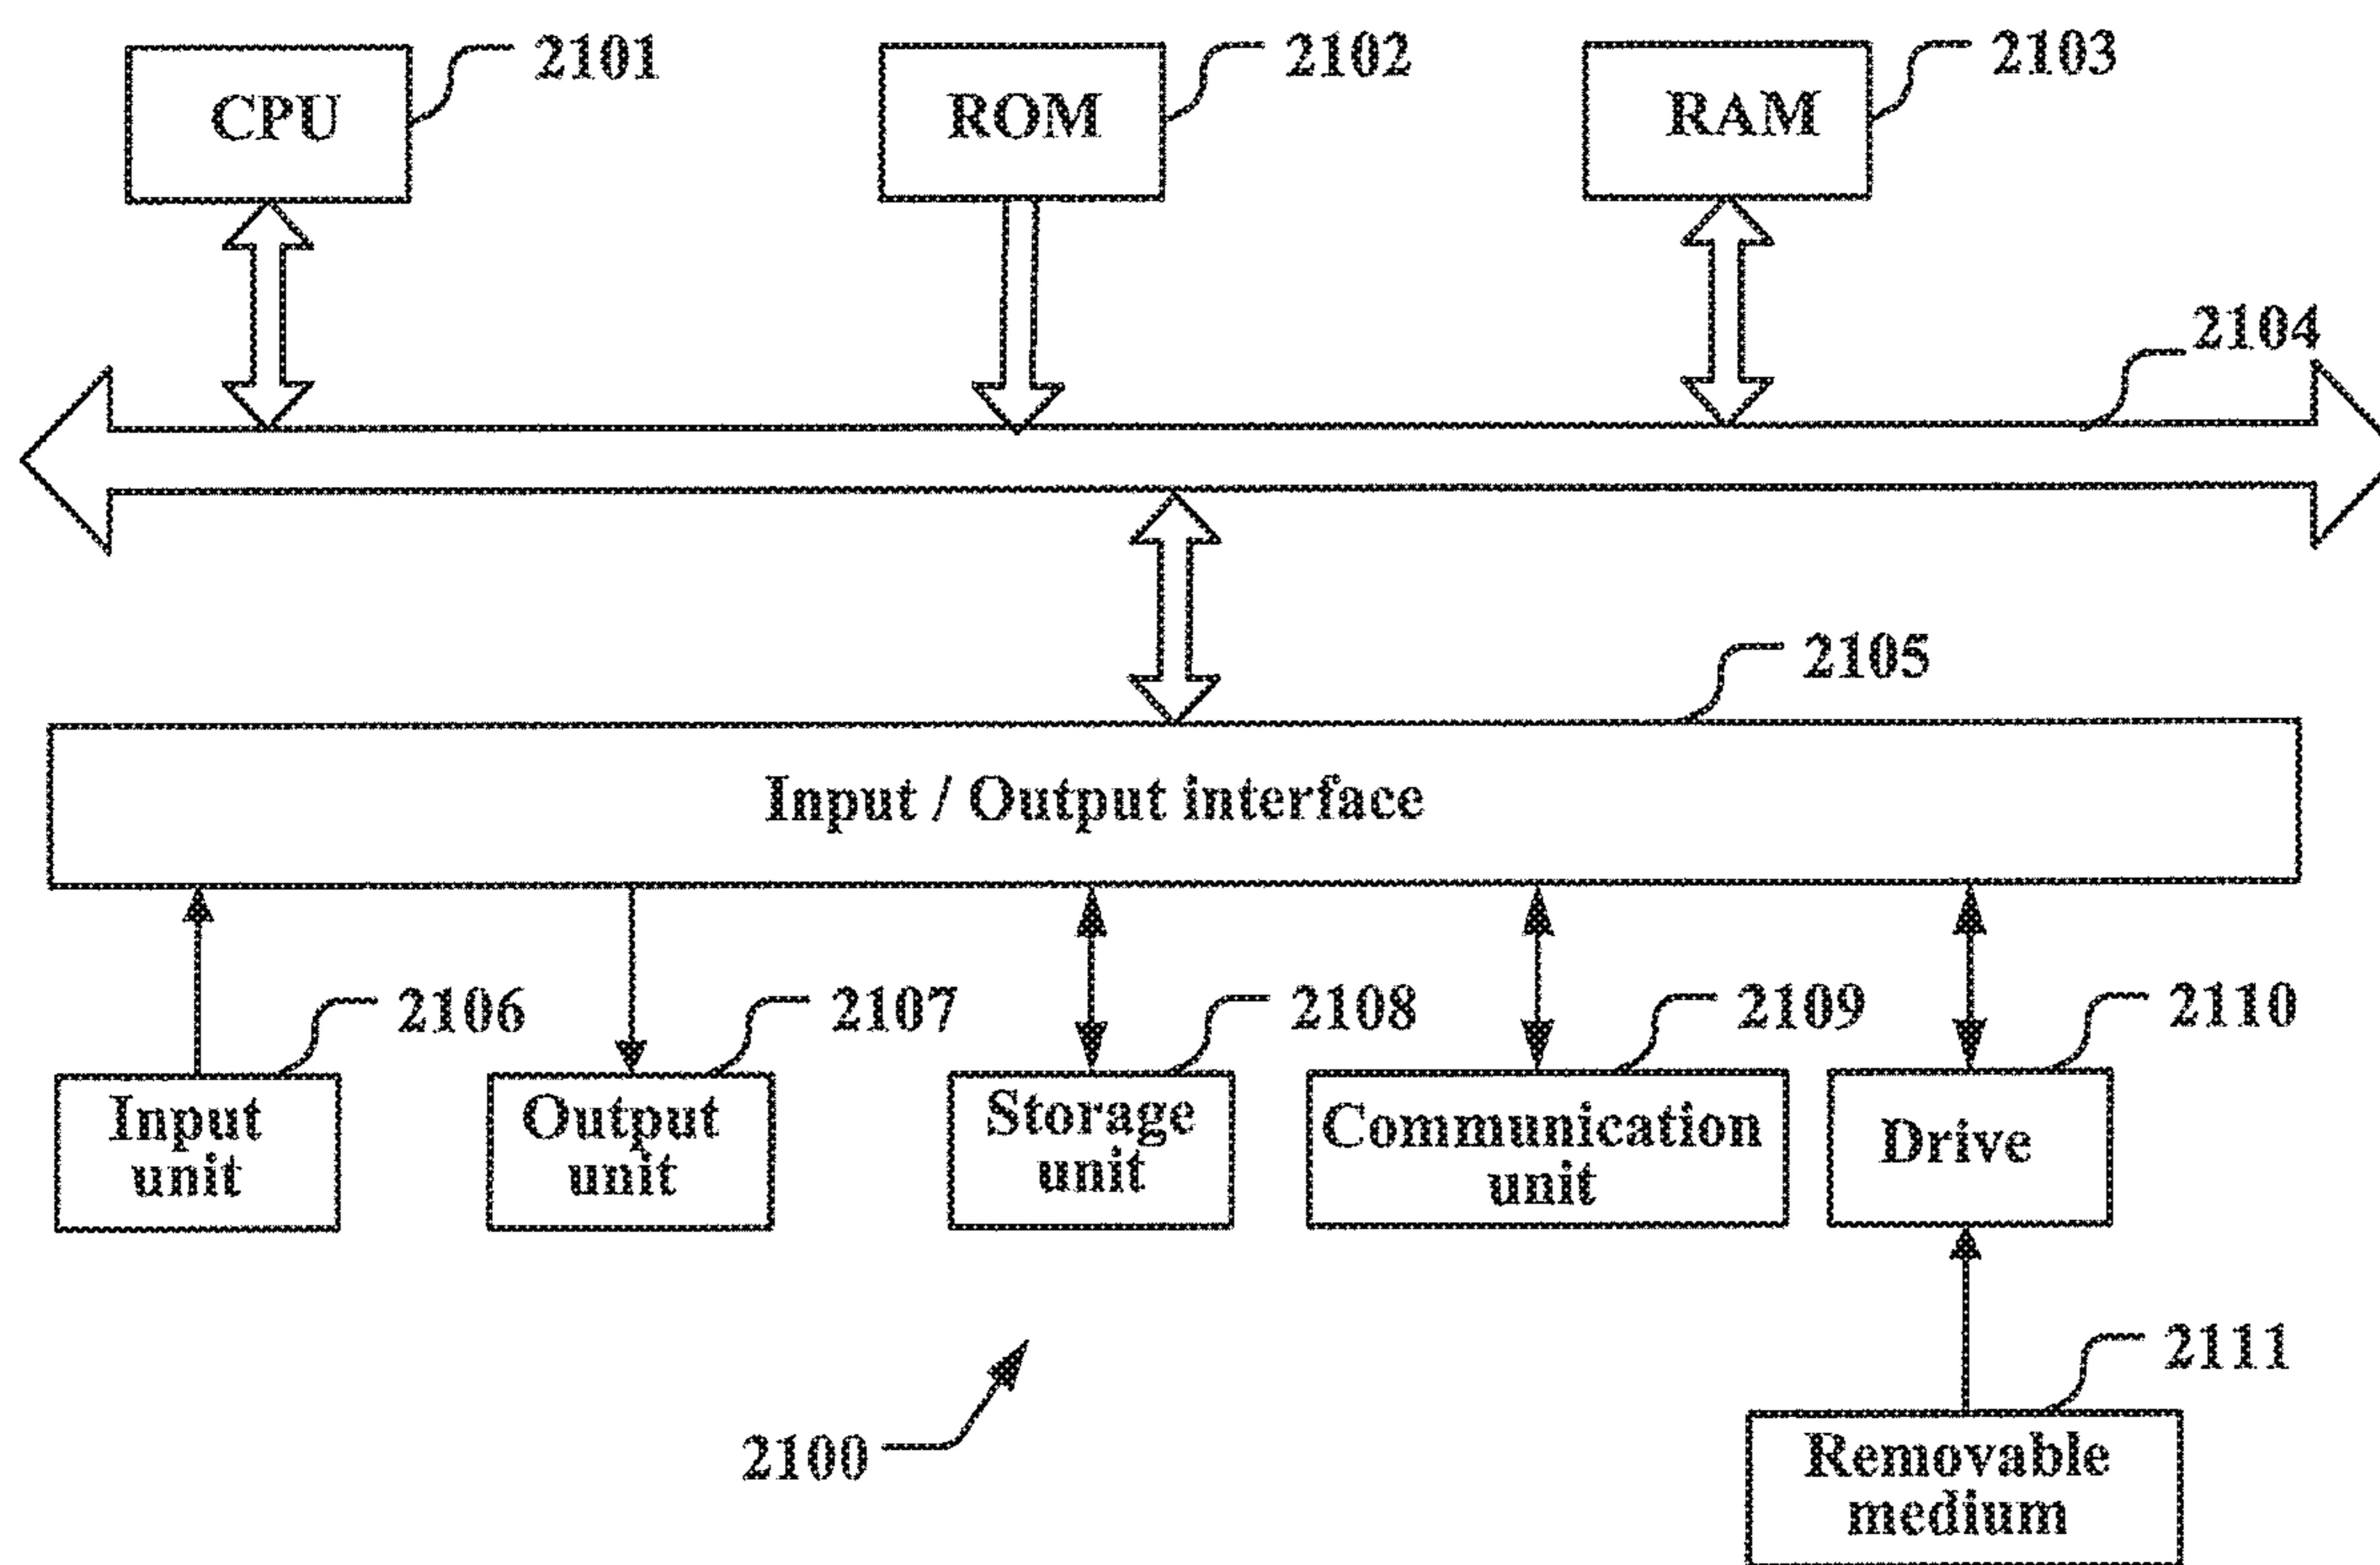 CPU
2101
ROM
2102
RAM
2103
2104
2105
Input / Output interface
2106
2107
2108
2109
2110
Input
unit
Output
unit
Storage
unit
Communication
unit
Drive
2111
2100
Removable
medium